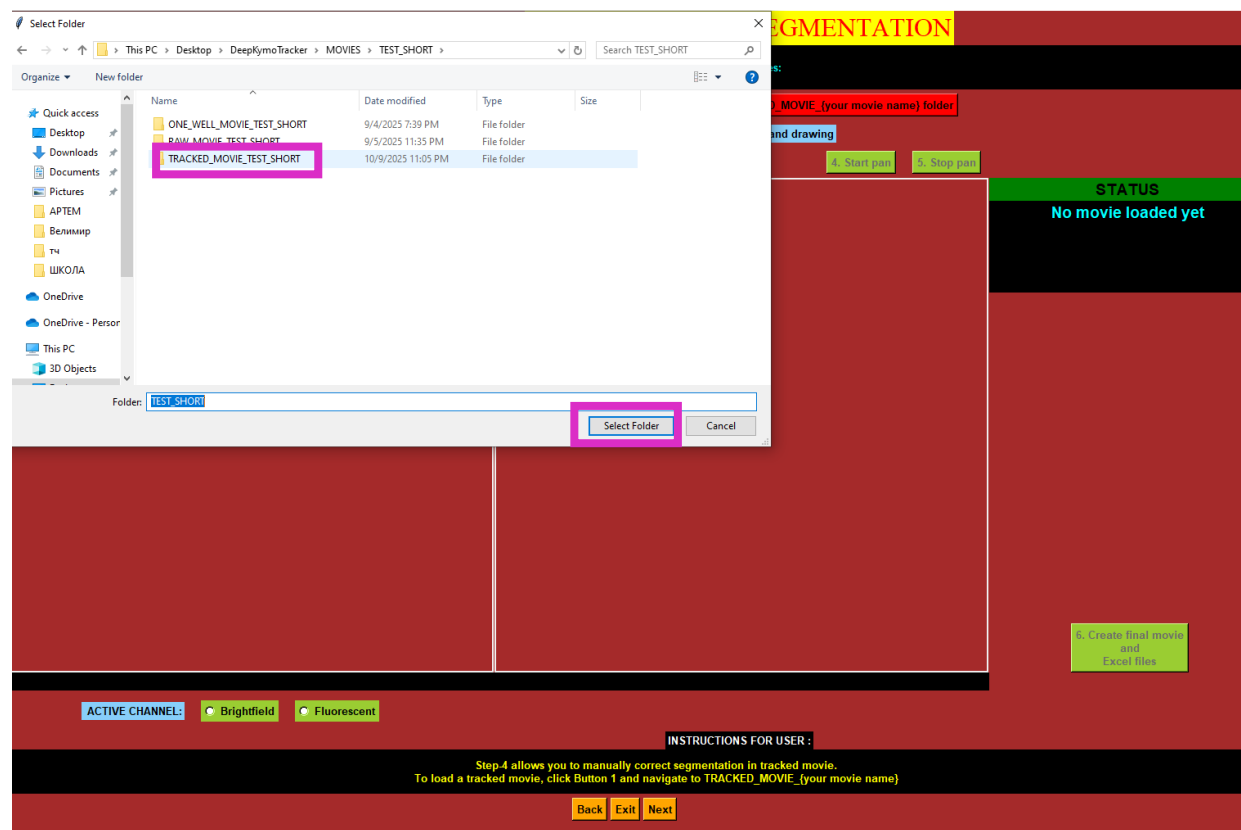 Select Folder
EGMENTATION
This PC > Desktop > DeepKymoTracker > MOVIES > TEST_SHORT >
Search TEST_SHORT
es:
Organize
New folder
Name
Date modified
Type
Size
Quick access
ONE_WELL_MOVIE_TEST_SHORT
9/4/2025 7:39 PM
File folder
D_MOVIE_{your movie name} folder
Desktop
RAW_MOVIE_TEST_SHORT
9/5/2025 11:35 PM
File folder
and drawing
Downloads
TRACKED_MOVIE_TEST_SHORT
10/9/2025 11:05 PM
File folder
4. Start pan
5. Stop pan
Documents
Pictures
STATUS
АРТЕМ
No movie loaded yet
Велимир
тч
ШКОЛА
OneDrive
OneDrive - Person
This PC
3D Objects
Folder:
TEST_SHORT
Select Folder
Cancel
6. Create final movie
and
Excel files
ACTIVE CHANNEL:
Brightfield
Fluorescent
INSTRUCTIONS FOR USER :
Step-4 allows you to manually correct segmentation in tracked movie.
To load a tracked movie, click Button 1 and navigate to TRACKED_MOVIE_{your movie name}
Back
Exit
Next